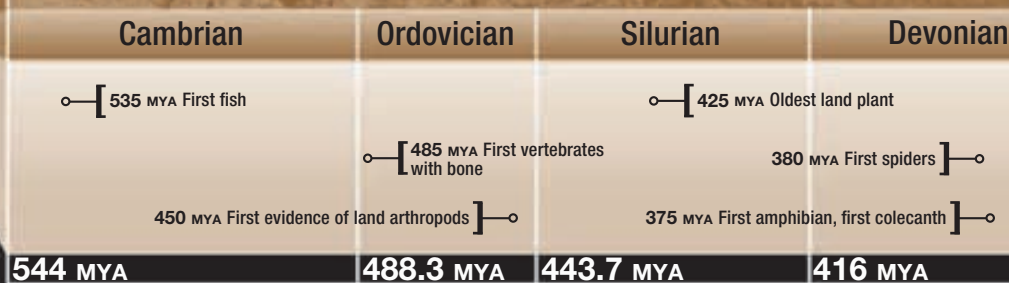 Cambrian
Ordovician
Silurian
Devonian
535 MYA First fish
425 MYA Oldest land plant
485 MYA First vertebrates
with bone
380 MYA First spiders
450 MYA First evidence of land arthropods
375 MYA First amphibian, first colecanth
544 MYA
488.3 MYA
443.7 MYA
416 MYA